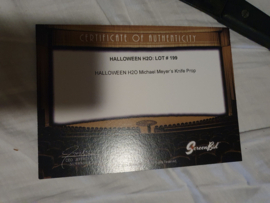 CERTIFICATE OF AUTHENTICITY
HALLOWEEN H2O: LOT # 199
HALLOWEEN H2O Michael Meyer's Knife Prop
ScreenBid